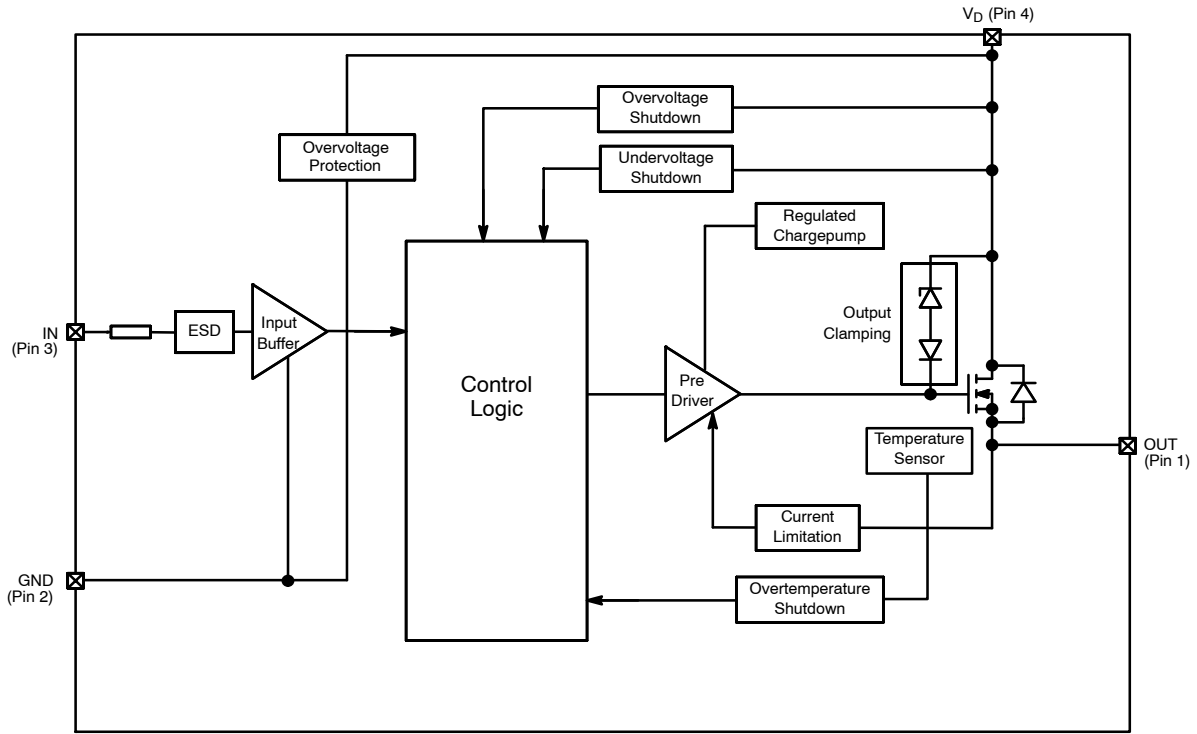 VD (Pin 4)
Overvoltage
Shutdown
Overvoltage
Protection
Undervoltage
Shutdown
Regulated
Chargepump
IN
(Pin 3)
ESD
Input
Buffer
Output
Clamping
Control
Logic
Pre
Driver
Temperature
Sensor
OUT
(Pin 1)
Current
Limitation
GND
(Pin 2)
Overtemperature
Shutdown